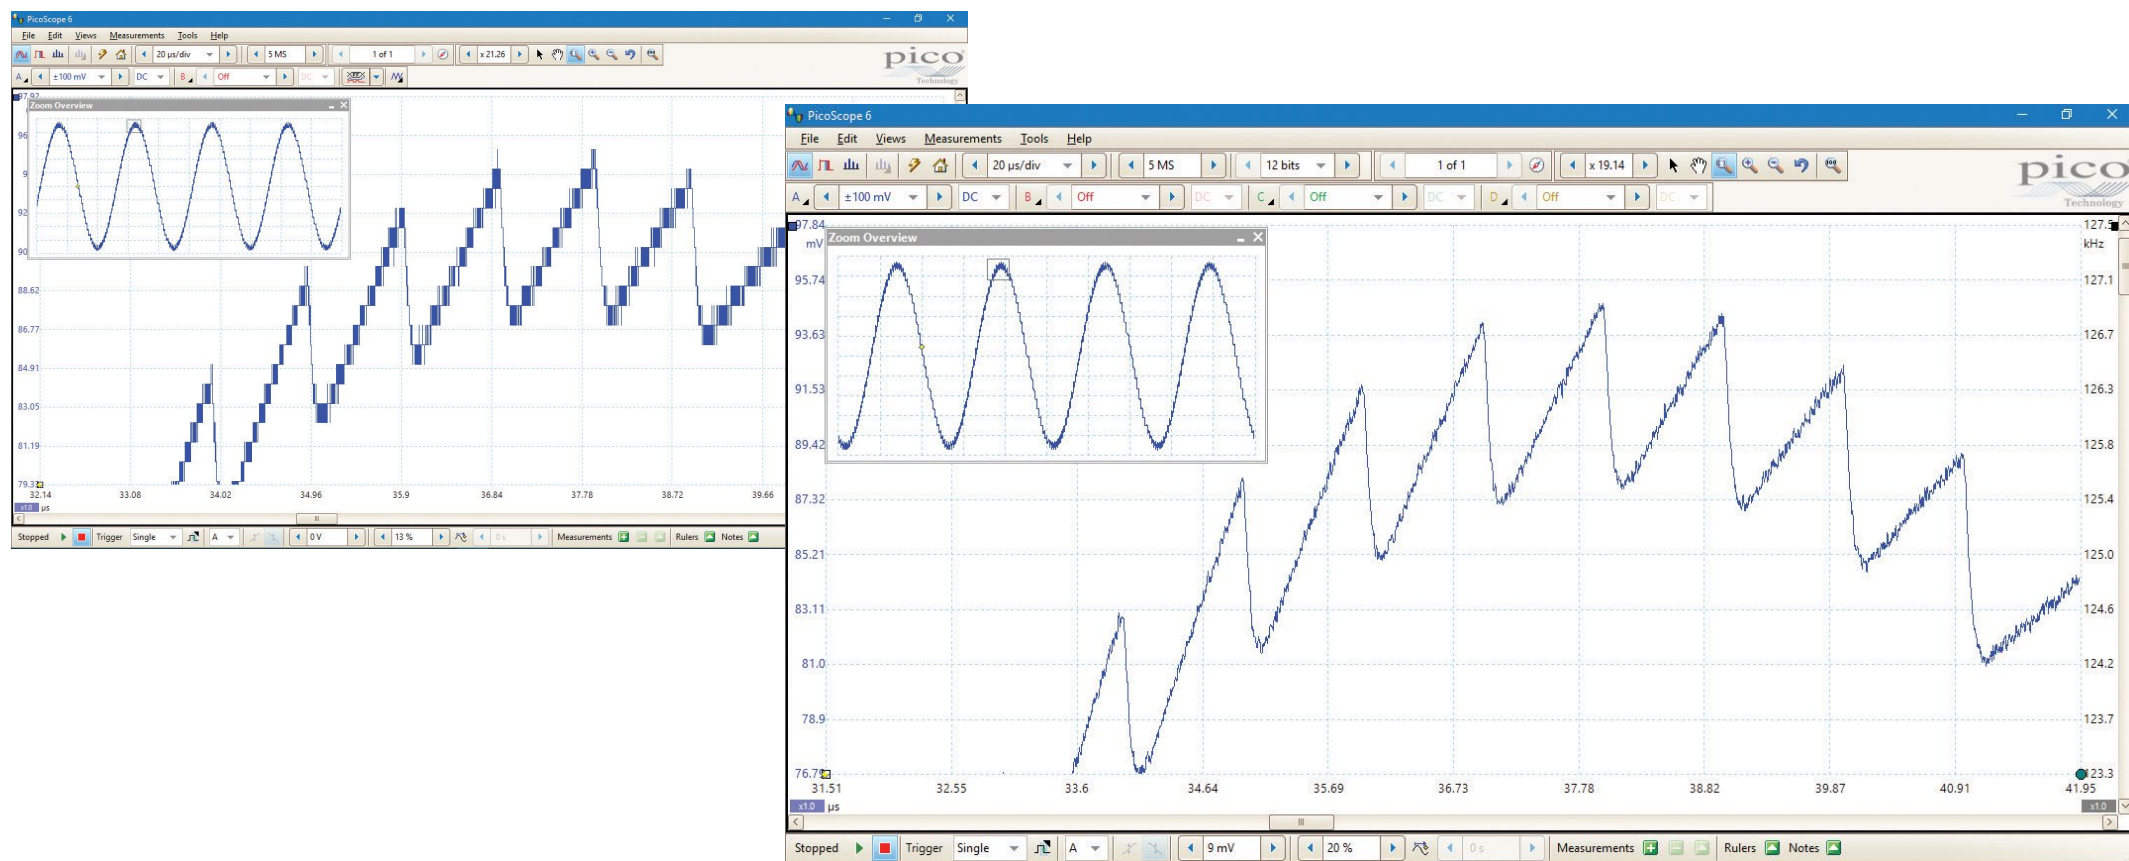 PicoScope 6
File Edit Views Measurements Tools Help
20 µs/div 5 MS 1 of 1 x 21.26
pico
Technology
A ±100 mV DC B Off DC
97.92
Zoom Overview
96
92
90
88.62
86.77
84.91
83.05
81.19
79.3
32.14 33.08 34.02 34.96 35.9 36.84 37.78 38.72 39.66
x1.0 µs
Stopped Trigger Single A 0 V 13 % 0 s Measurements Rulers Notes
PicoScope 6
File Edit Views Measurements Tools Help
20 µs/div 5 MS 12 bits 1 of 1 x 19.14
pico
Technology
A ±100 mV DC B Off DC C Off DC D Off DC
97.84 127.5
mV kHz
Zoom Overview
95.74 127.1
93.63 126.7
91.53 126.3
89.42 125.8
87.32 125.4
85.21 125.0
83.11 124.6
81.0 124.2
78.9 123.7
76.79 123.3
31.51 32.55 33.6 34.64 35.69 36.73 37.78 38.82 39.87 40.91 41.95
x1.0 µs x1.0
Stopped Trigger Single A 9 mV 20 % 0 s Measurements Rulers Notes